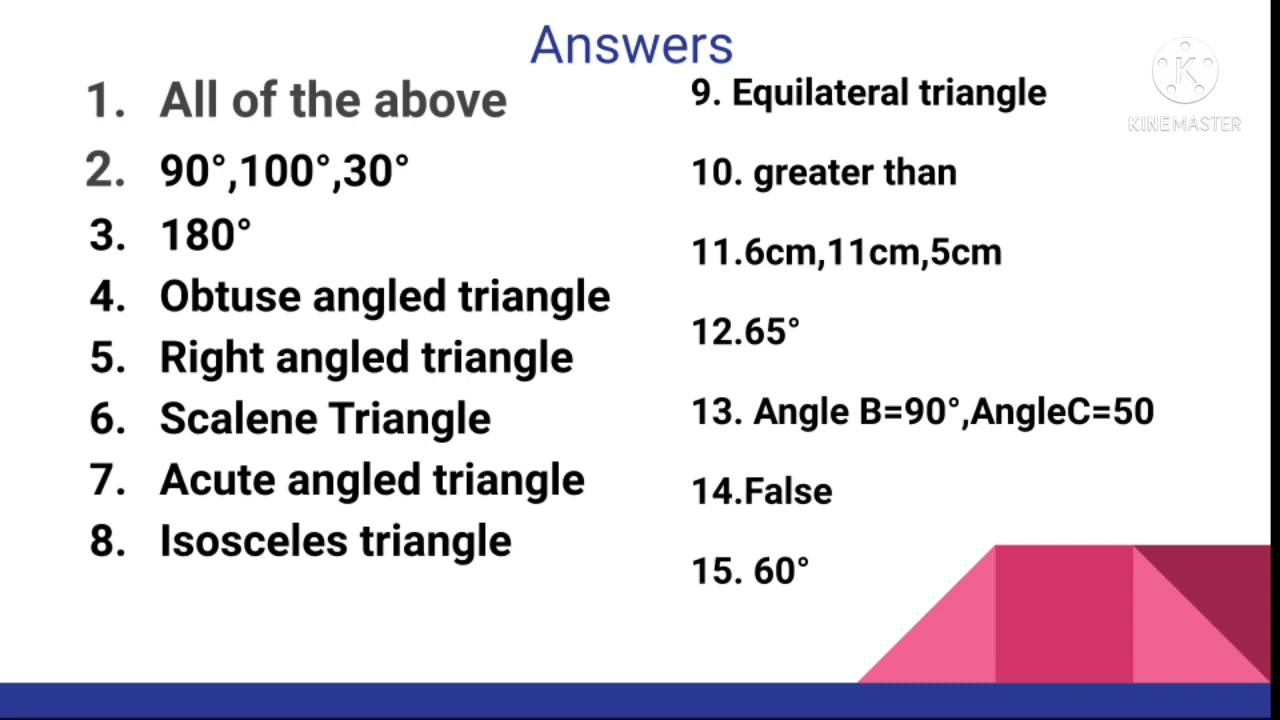 Answers
1. All of the above
2. 90°,100°,30°
3. 180°
4. Obtuse angled triangle
5. Right angled triangle
6. Scalene Triangle
7. Acute angled triangle
8. Isosceles triangle
9. Equilateral triangle
10. greater than
11.6cm,11cm,5cm
12.65°
13. Angle B=90°,AngleC=50
14.False
15. 60°
K
KINEMASTER